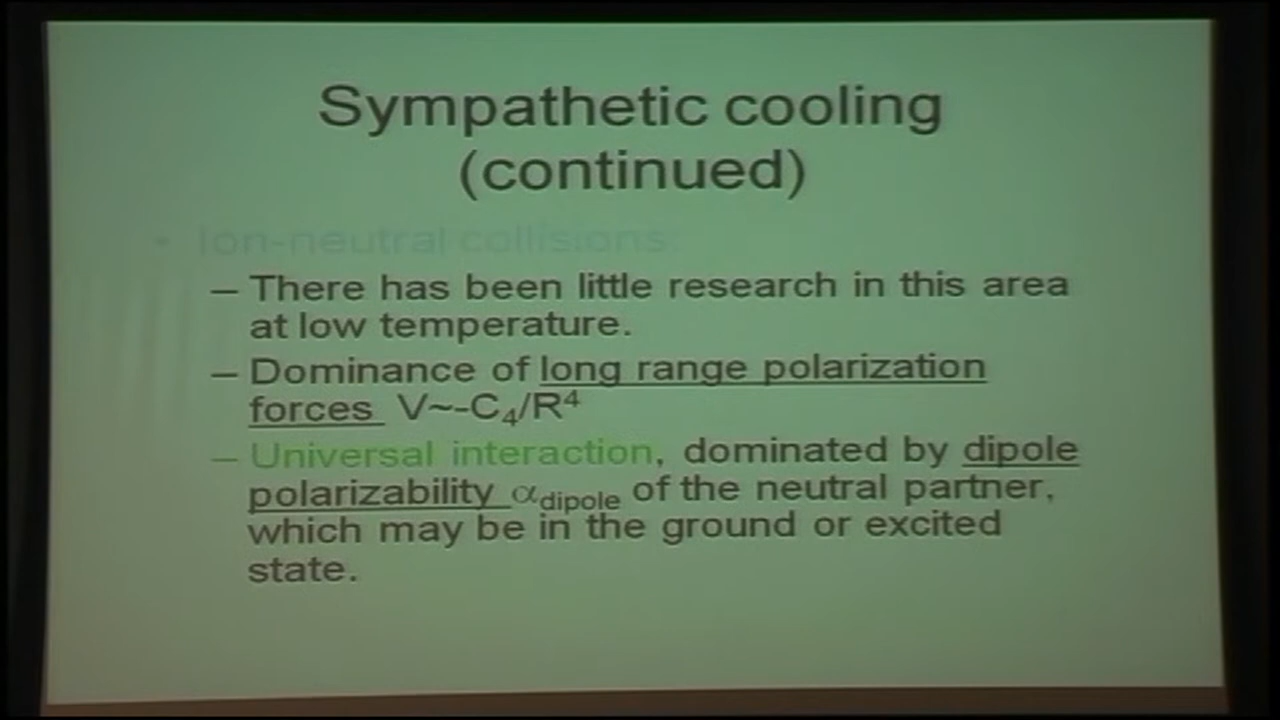 Sympathetic cooling
(continued)
• Ion-neutral collisions:
– There has been little research in this area
at low temperature.
– Dominance of long range polarization
forces V~-C₄/R⁴
– Universal interaction, dominated by dipole
polarizability α_dipole of the neutral partner,
which may be in the ground or excited
state.